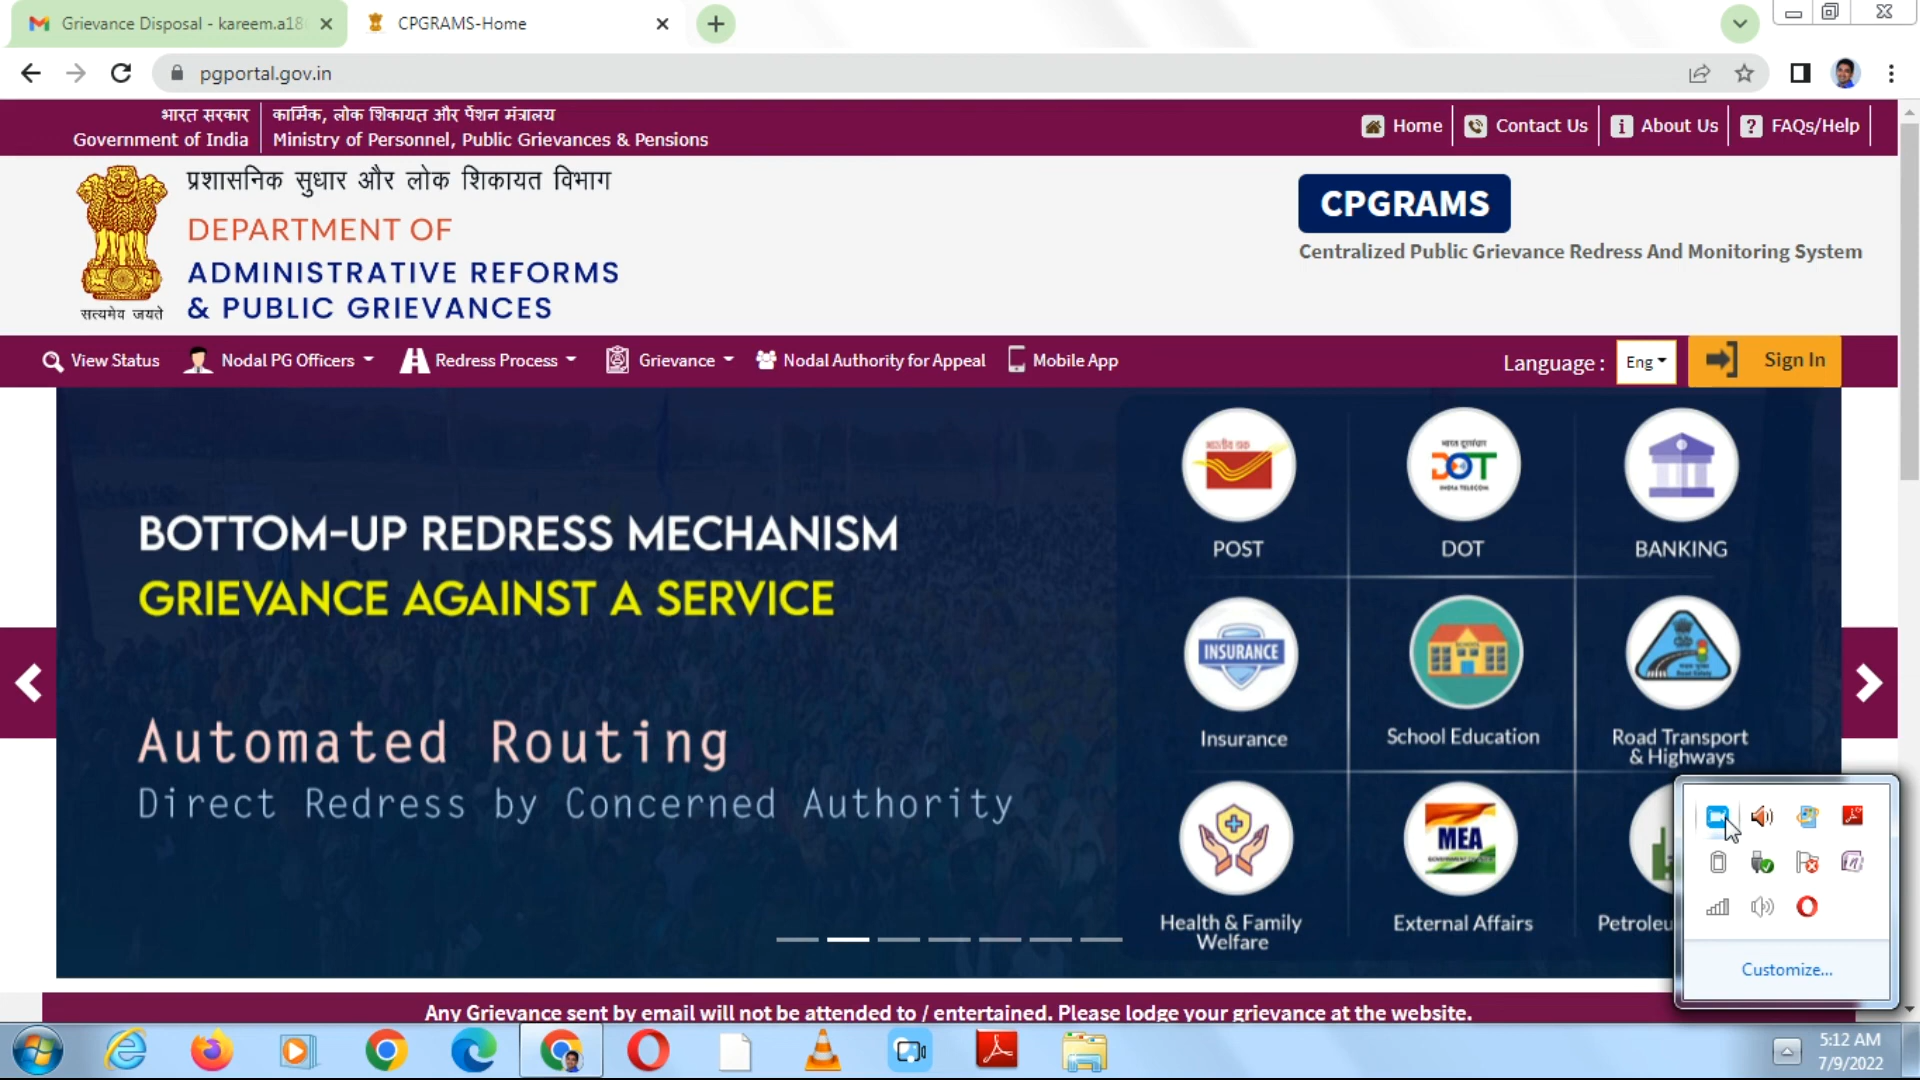 Grievance Disposal - kareem.a18
CPGRAMS-Home
pgportal.gov.in
भारत सरकार
Government of India
कार्मिक, लोक शिकायत और पेंशन मंत्रालय
Ministry of Personnel, Public Grievances & Pensions
Home
Contact Us
About Us
FAQs/Help
प्रशासनिक सुधार और लोक शिकायत विभाग
DEPARTMENT OF
ADMINISTRATIVE REFORMS
& PUBLIC GRIEVANCES
सत्यमेव जयते
CPGRAMS
Centralized Public Grievance Redress And Monitoring System
View Status
Nodal PG Officers
Redress Process
Grievance
Nodal Authority for Appeal
Mobile App
Language :
Eng
Sign In
BOTTOM-UP REDRESS MECHANISM
GRIEVANCE AGAINST A SERVICE
Automated Routing
Direct Redress by Concerned Authority
भारतीय डाक
POST
भारत दूरसंचार
DOT
INDIA TELECOM
DOT
BANKING
INSURANCE
Insurance
School Education
Road Transport
& Highways
Health & Family
Welfare
MEA
External Affairs
Petroleu
Customize...
Any Grievance sent by email will not be attended to / entertained. Please lodge your grievance at the website.
5:12 AM
7/9/2022